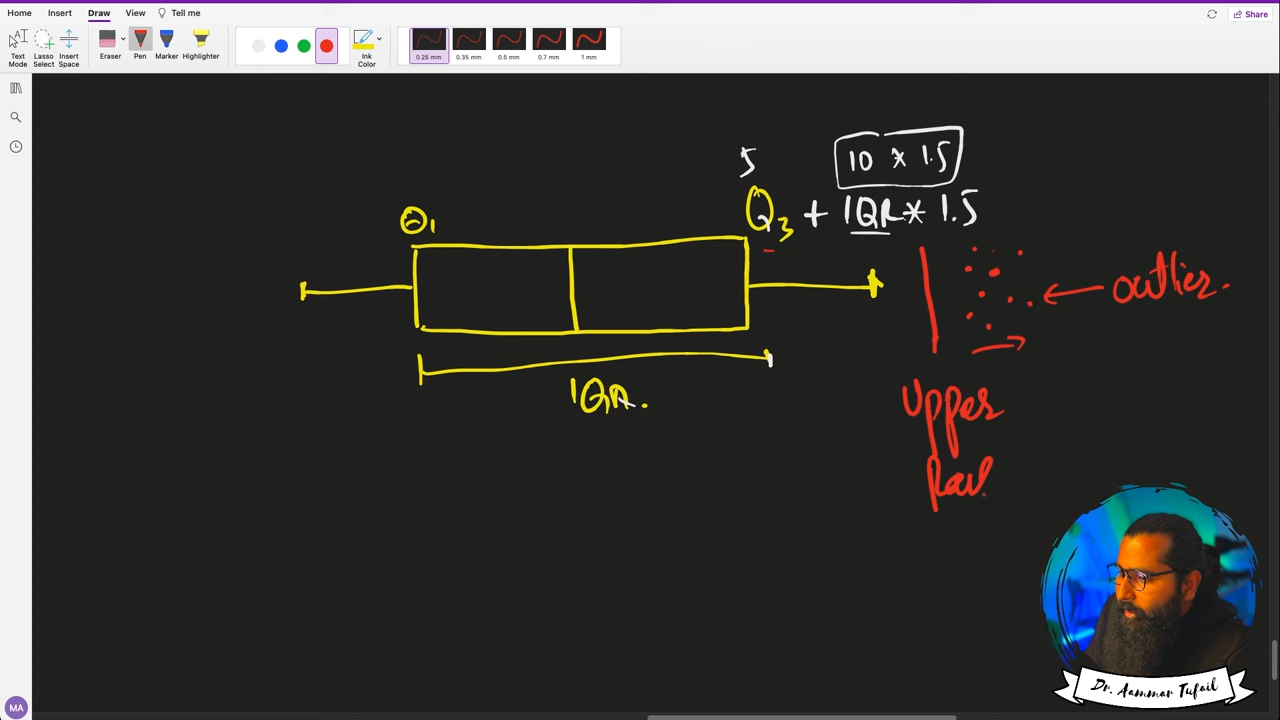 Home Insert Draw View Tell me
Share
Text Mode
Lasso Select
Insert Space
Eraser
Pen
Marker
Highlighter
Ink Color
0.25 mm
0.35 mm
0.5 mm
0.7 mm
1 mm
5
10 * 1.5
Q1
Q3 + IQR * 1.5
outlier.
IQR.
Upper
MA
Dr. Aammar Tufail